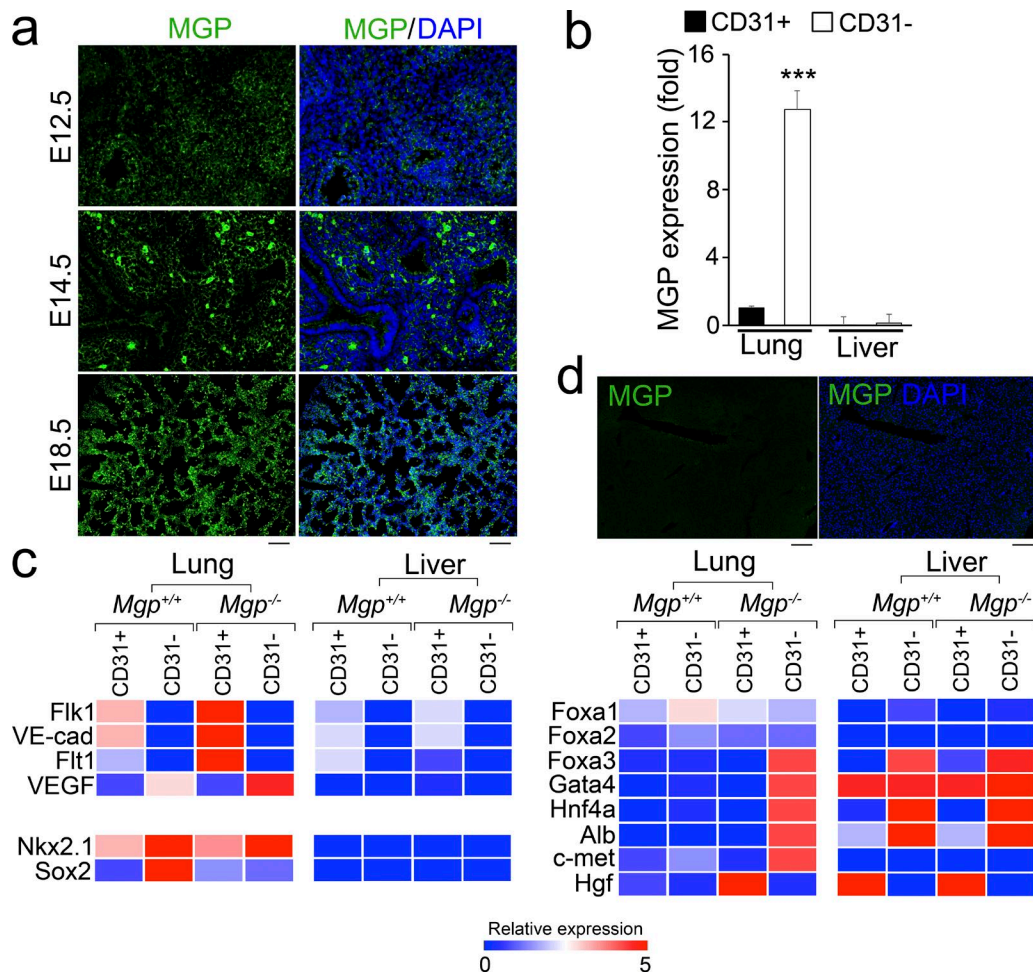 a
MGP
MGP/DAPI
E12.5
E14.5
E18.5
b
CD31+
CD31-
MGP expression (fold)
16
12
8
4
0
***
Lung
Liver
d
MGP
MGP DAPI
c
Lung
Liver
Mgp+/+
Mgp-/-
Mgp+/+
Mgp-/-
CD31+
CD31-
CD31+
CD31-
CD31+
CD31-
CD31+
CD31-
Flk1
VE-cad
Flt1
VEGF
Nkx2.1
Sox2
Lung
Liver
Mgp+/+
Mgp-/-
Mgp+/+
Mgp-/-
CD31+
CD31-
CD31+
CD31-
CD31+
CD31-
CD31+
CD31-
Foxa1
Foxa2
Foxa3
Gata4
Hnf4a
Alb
c-met
Hgf
Relative expression
0
5